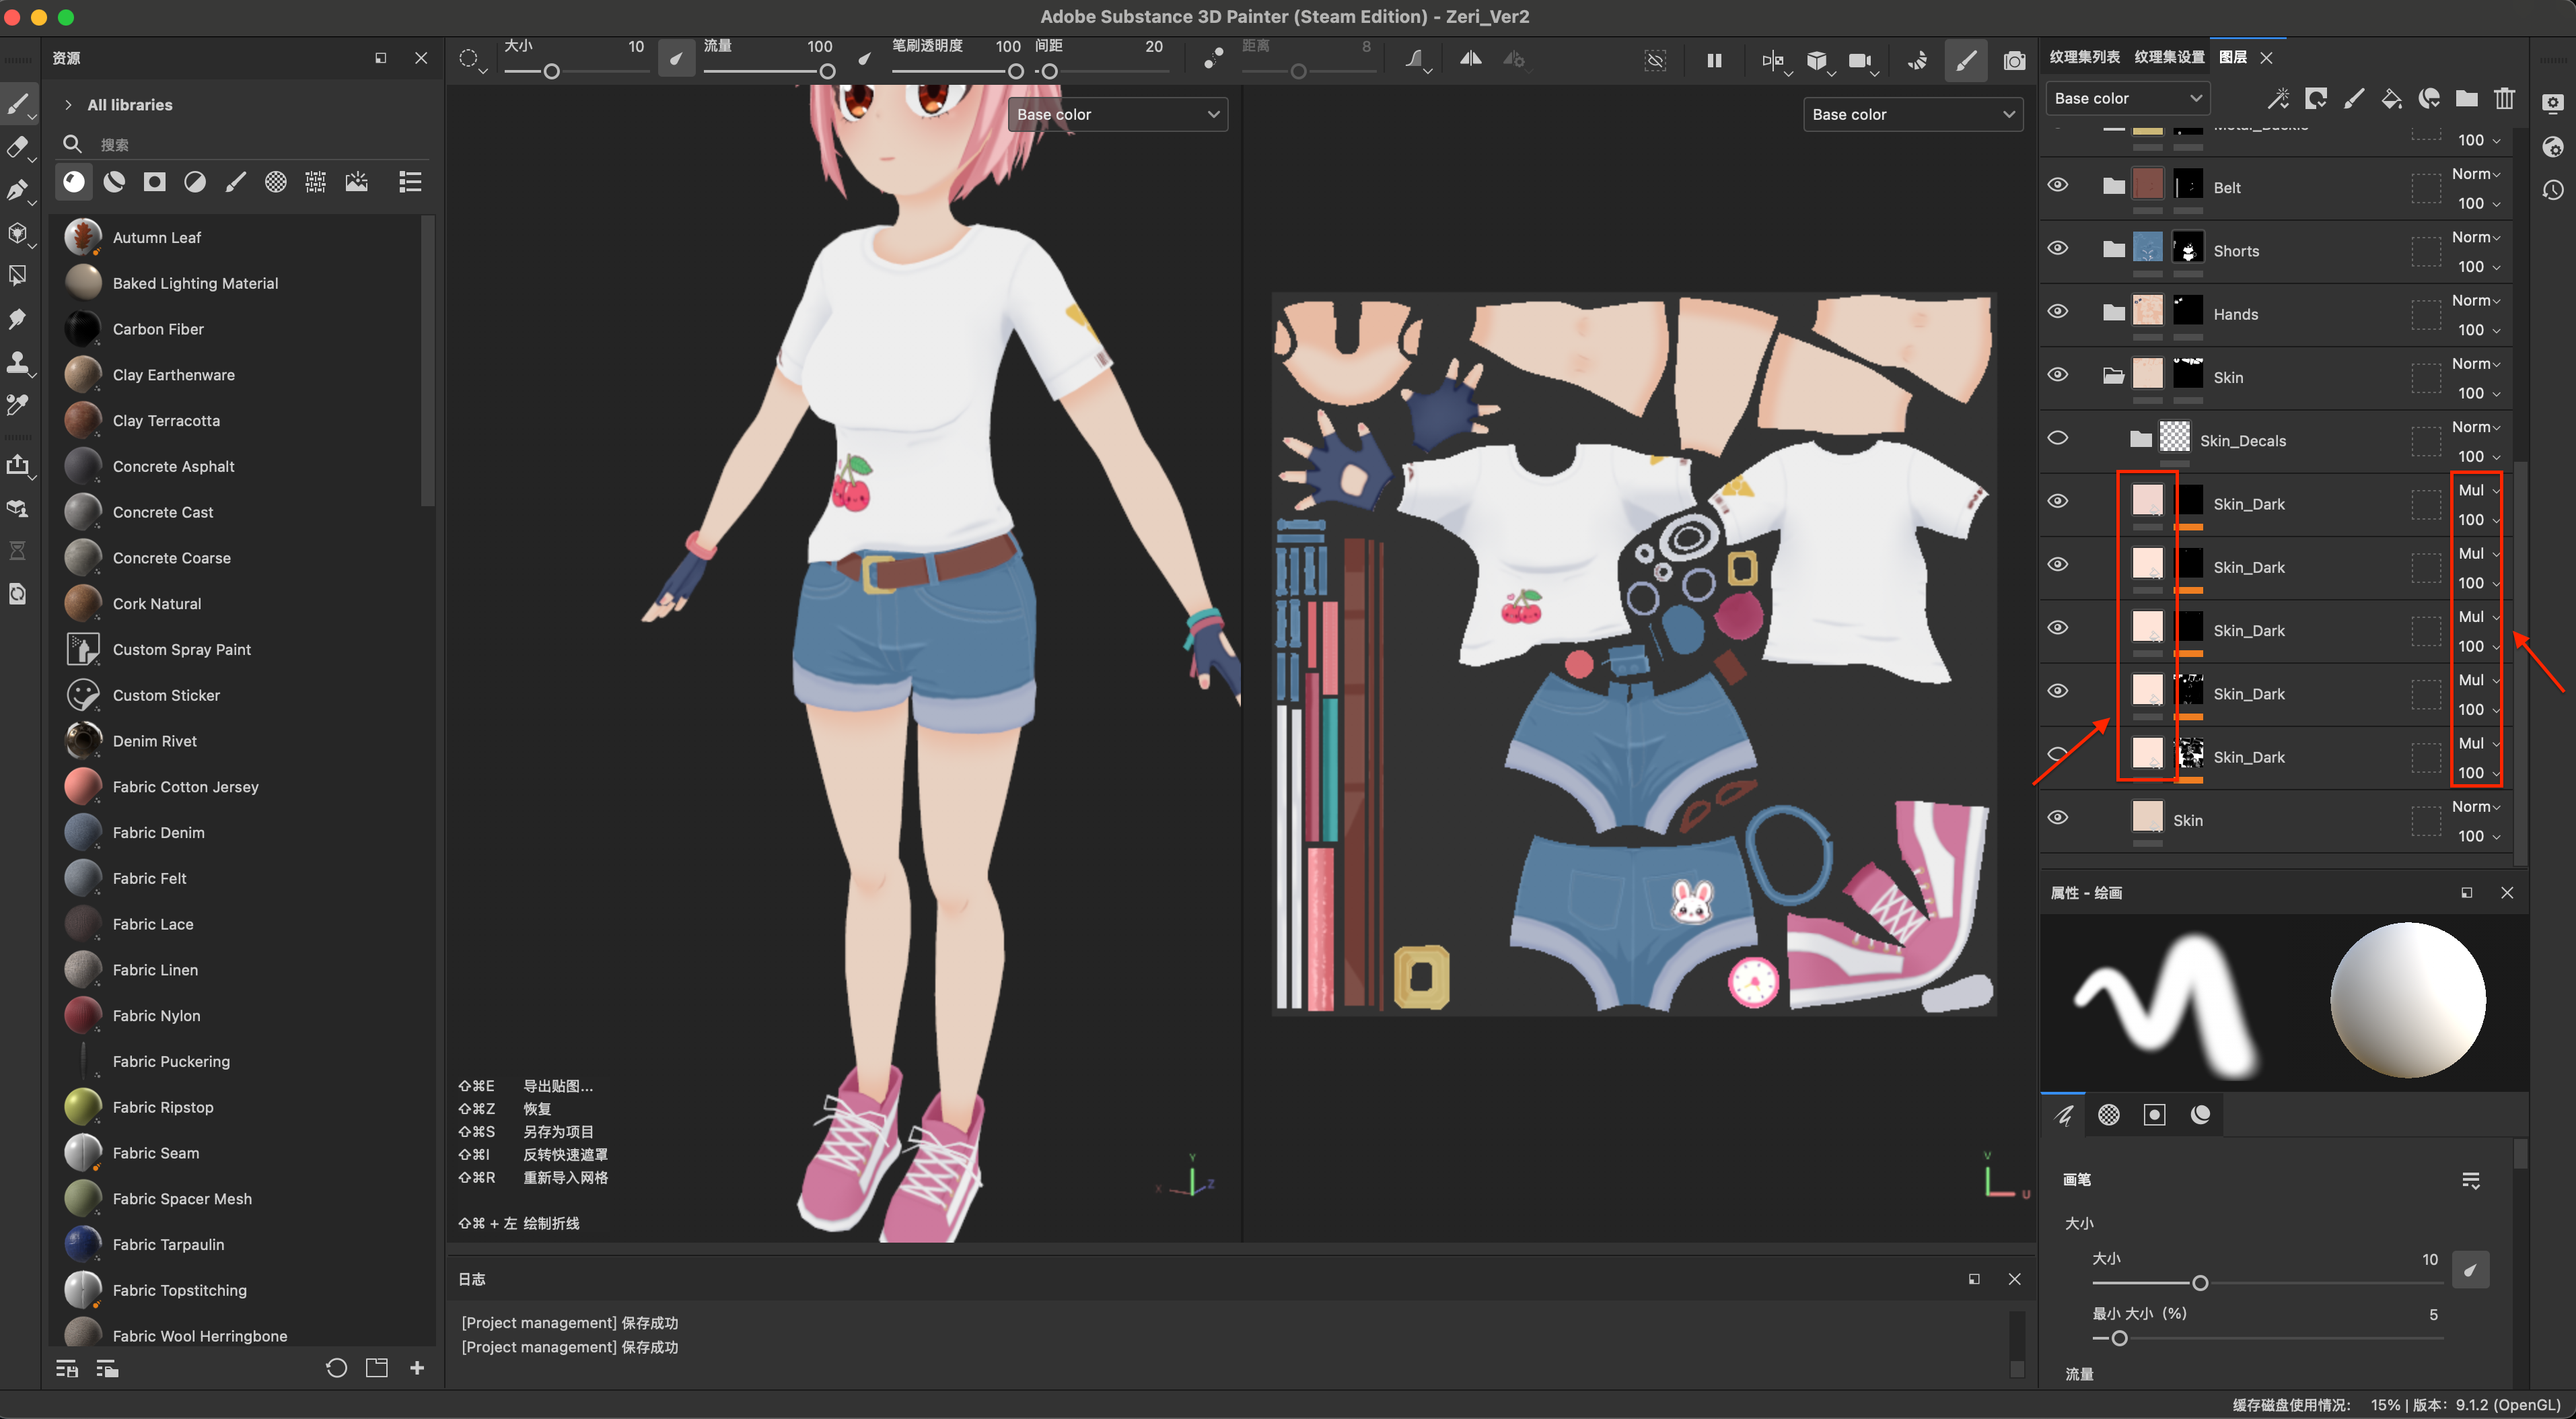 Adobe Substance 3D Painter (Steam Edition) - Zeri_Ver2
资源
All libraries
搜索
Autumn Leaf
Baked Lighting Material
Carbon Fiber
Clay Earthenware
Clay Terracotta
Concrete Asphalt
Concrete Cast
Concrete Coarse
Cork Natural
Custom Spray Paint
Custom Sticker
Denim Rivet
Fabric Cotton Jersey
Fabric Denim
Fabric Felt
Fabric Lace
Fabric Linen
Fabric Nylon
Fabric Puckering
Fabric Ripstop
Fabric Seam
Fabric Spacer Mesh
Fabric Tarpaulin
Fabric Topstitching
Fabric Wool Herringbone
大小 10 流量 100 笔刷透明度 100 间距 20 距离 8
Base color
Base color
⇧⌘E 导出贴图...
⇧⌘Z 恢复
⇧⌘S 另存为项目
⇧⌘I 反转快速遮罩
⇧⌘R 重新导入网格
⇧⌘ + 左 绘制折线
Y
X Z
V
U
日志
[Project management] 保存成功
[Project management] 保存成功
纹理集列表 纹理集设置 图层
Base color
Metal_Buckle
100
Norm
Belt
100
Norm
Shorts
100
Norm
Hands
100
Norm
Skin
100
Norm
Skin_Decals
100
Mul
Skin_Dark
100
Mul
Skin_Dark
100
Mul
Skin_Dark
100
Mul
Skin_Dark
100
Mul
Skin_Dark
100
Norm
Skin
100
属性 - 绘画
画笔
大小
大小 10
最小 大小（%） 5
流量
缓存磁盘使用情况： 15% | 版本：9.1.2 (OpenGL)